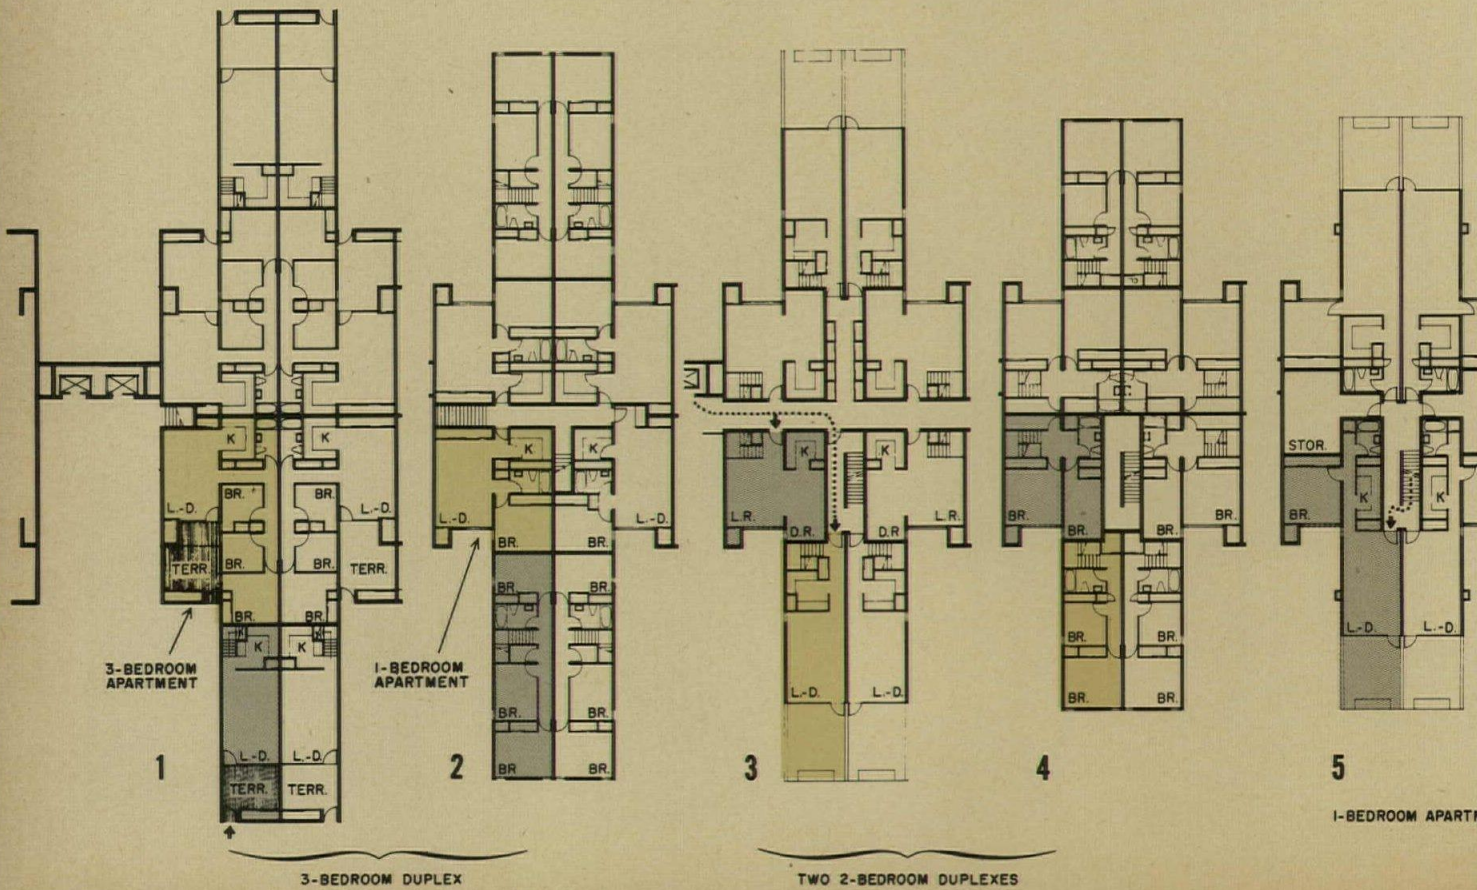 K
K
L.-D.
BR.
BR.
L.-D.
TERR.
BR.
BR.
TERR.
BR.
BR.
K
K
3-BEDROOM
APARTMENT
L.-D.
L.-D.
TERR.
TERR.
1
K
K
L.-D.
L.-D.
BR.
BR.
BR.
BR.
1-BEDROOM
APARTMENT
BR.
BR.
BR
BR.
2
K
K
L.R.
D.R.
D.R
L.R.
L.-D.
L.-D.
3
BR.
BR.
BR.
BR.
BR.
BR.
BR.
BR.
4
STOR.
K
K
BR.
L.-D.
L.-D.
5
1-BEDROOM APARTM
3-BEDROOM DUPLEX
TWO 2-BEDROOM DUPLEXES